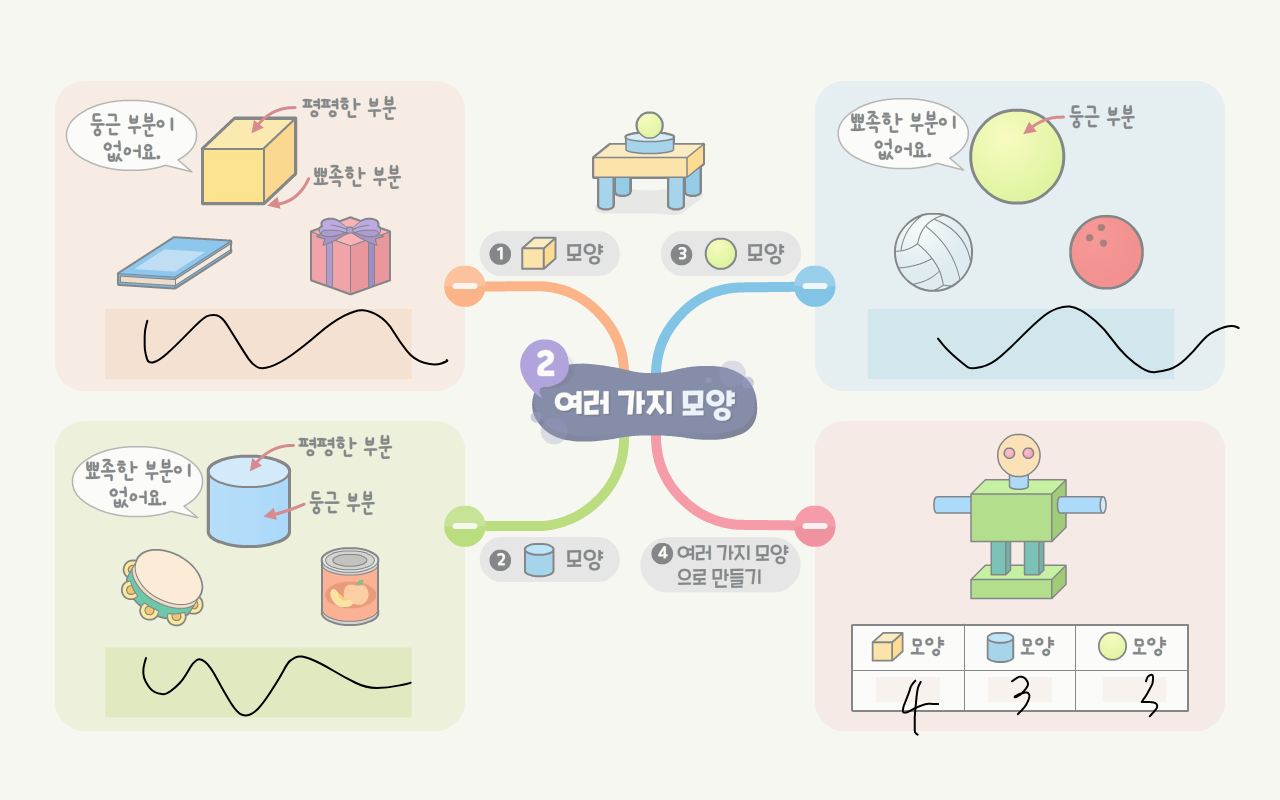 둥근 부분이
없어요.
평평한 부분
뾰족한 부분
1 모양
3 모양
뾰족한 부분이
없어요.
둥근 부분
2
여러 가지 모양
뾰족한 부분이
없어요.
평평한 부분
둥근 부분
2 모양
4 여러 가지 모양
으로 만들기
모양 모양 모양
4 3 3